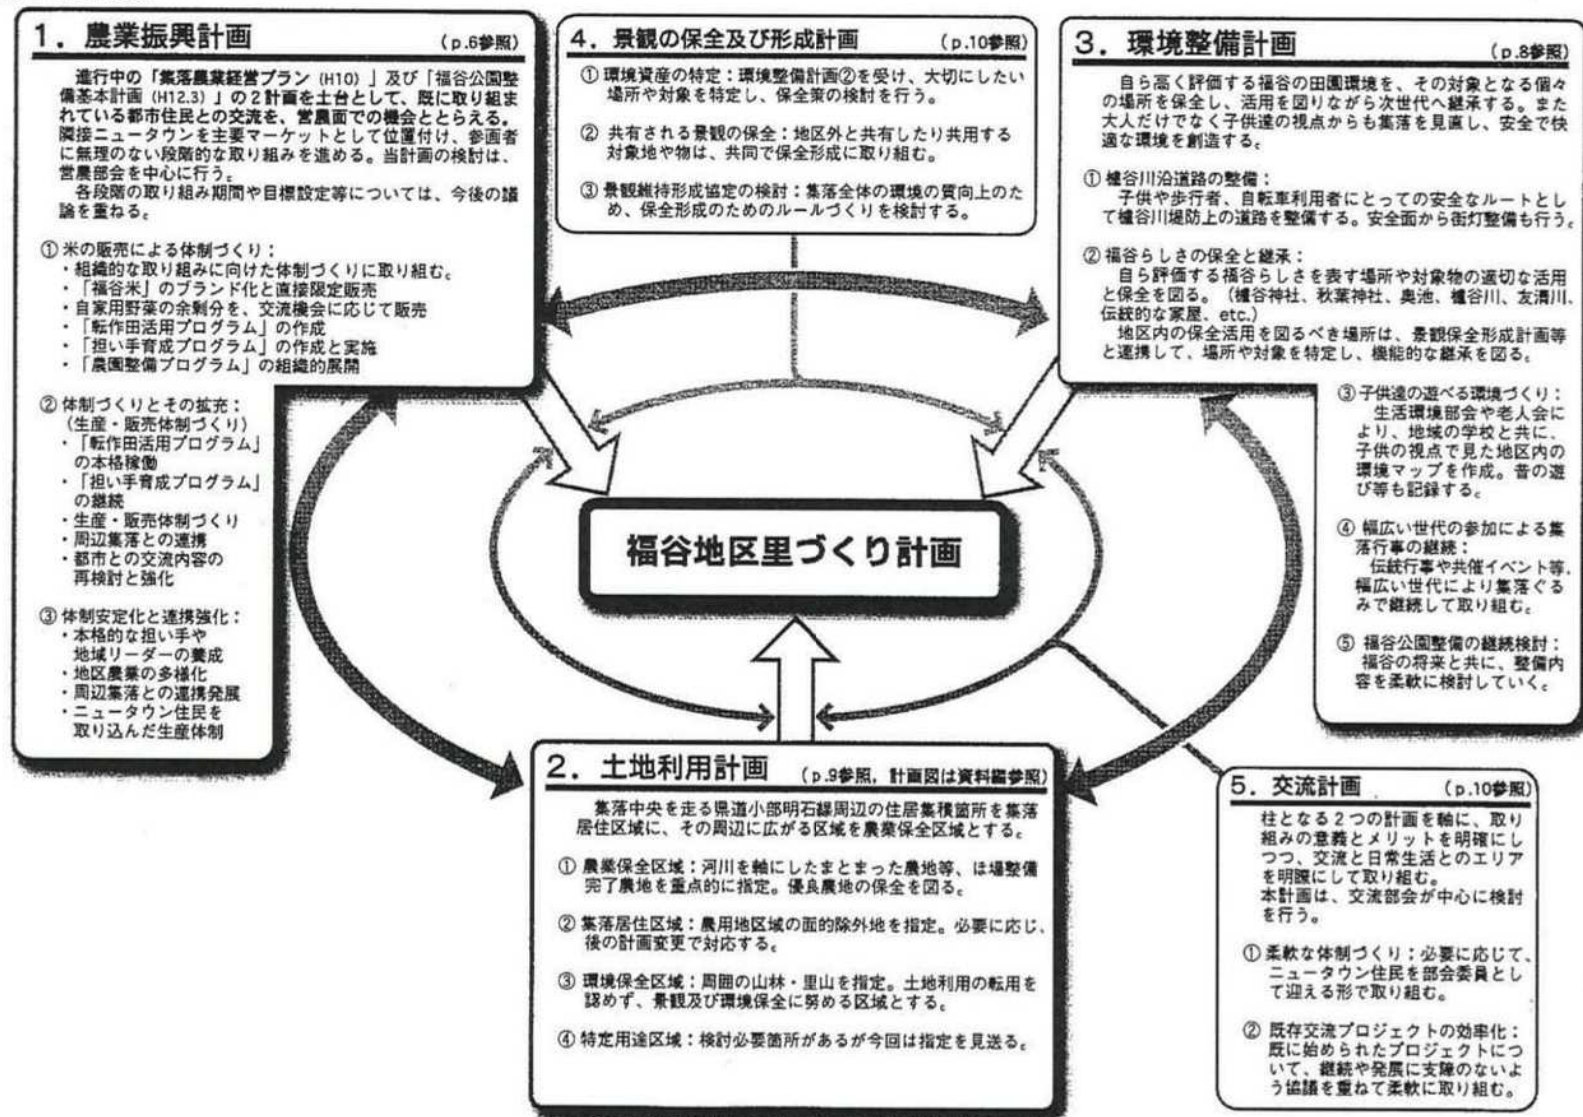 1. 農業振興計画 (p.6参照)
進行中の「集落農業経営プラン (H10) 」及び「福谷公園整
備基本計画 (H12.3) 」の2計画を土台として、既に取り組ま
れている都市住民との交流を、営農面での機会ととらえる。
隣接ニュータウンを主要マーケットとして位置付け、参画者
に無理のない段階的な取り組みを進める。当計画の検討は、
営農部会を中心に行う。
各段階の取り組み期間や目標設定等については、今後の議
論を重ねる。
① 米の販売による体制づくり：
・組織的な取り組みに向けた体制づくりに取り組む。
・「福谷米」のブランド化と直接限定販売
・自家用野菜の余剰分を、交流機会に応じて販売
・「転作田活用プログラム」の作成
・「担い手育成プログラム」の作成と実施
・「農園整備プログラム」の組織的展開
② 体制づくりとその拡充：
（生産・販売体制づくり）
・「転作田活用プログラム」
の本格稼働
・「担い手育成プログラム」
の継続
・生産・販売体制づくり
・周辺集落との連携
・都市との交流内容の
再検討と強化
③ 体制安定化と連携強化：
・本格的な担い手や
地域リーダーの養成
・地区農業の多様化
・周辺集落との連携発展
・ニュータウン住民を
取り込んだ生産体制
4. 景観の保全及び形成計画 (p.10参照)
① 環境資産の特定：環境整備計画②を受け、大切にしたい
場所や対象を特定し、保全策の検討を行う。
② 共有される景観の保全：地区外と共有したり共用する
対象地や物は、共同で保全形成に取り組む。
③ 景観維持形成協定の検討：集落全体の環境の質向上のた
め、保全形成のためのルールづくりを検討する。
3. 環境整備計画 (p.8参照)
自ら高く評価する福谷の田園環境を、その対象となる個々
の場所を保全し、活用を図りながら次世代へ継承する。また
大人だけでなく子供達の視点からも集落を見直し、安全で快
適な環境を創造する。
① 櫨谷川沿道路の整備：
子供や歩行者、自転車利用者にとっての安全なルートとし
て櫨谷川堤防上の道路を整備する。安全面から街灯整備も行う。
② 福谷らしさの保全と継承：
自ら評価する福谷らしさを表す場所や対象物の適切な活用
と保全を図る。（櫨谷神社、秋葉神社、奥池、櫨谷川、友清川、
伝統的な家屋、etc.）
地区内の保全活用を図るべき場所は、景観保全形成計画等
と連携して、場所や対象を特定し、機能的な継承を図る。
③ 子供達の遊べる環境づくり：
生活環境部会や老人会に
より、地域の学校と共に、
子供の視点で見た地区内の
環境マップを作成。昔の遊
び等も記録する。
④ 幅広い世代の参加による集
落行事の継続：
伝統行事や共催イベント等、
幅広い世代により集落ぐる
みで継続して取り組む。
⑤ 福谷公園整備の継続検討：
福谷の将来と共に、整備内
容を柔軟に検討していく。
福谷地区里づくり計画
2. 土地利用計画 (p.9参照, 計画図は資料編参照)
集落中央を走る県道小部明石線周辺の住居集積箇所を集落
居住区域に、その周辺に広がる区域を農業保全区域とする。
① 農業保全区域：河川を軸にしたまとまった農地等、ほ場整備
完了農地を重点的に指定。優良農地の保全を図る。
② 集落居住区域：農用地区域の面的除外地を指定。必要に応じ、
後の計画変更で対応する。
③ 環境保全区域：周囲の山林・里山を指定。土地利用の転用を
認めず、景観及び環境保全に努める区域とする。
④ 特定用途区域：検討必要箇所があるが今回は指定を見送る。
5. 交流計画 (p.10参照)
柱となる2つの計画を軸に、取り
組みの意義とメリットを明確にし
つつ、交流と日常生活とのエリア
を明瞭にして取り組む。
本計画は、交流部会が中心に検討
を行う。
① 柔軟な体制づくり：必要に応じて、
ニュータウン住民を部会委員とし
て迎える形で取り組む。
② 既存交流プロジェクトの効率化：
既に始められたプロジェクトにつ
いて、継続や発展に支障のないよ
う協議を重ねて柔軟に取り組む。